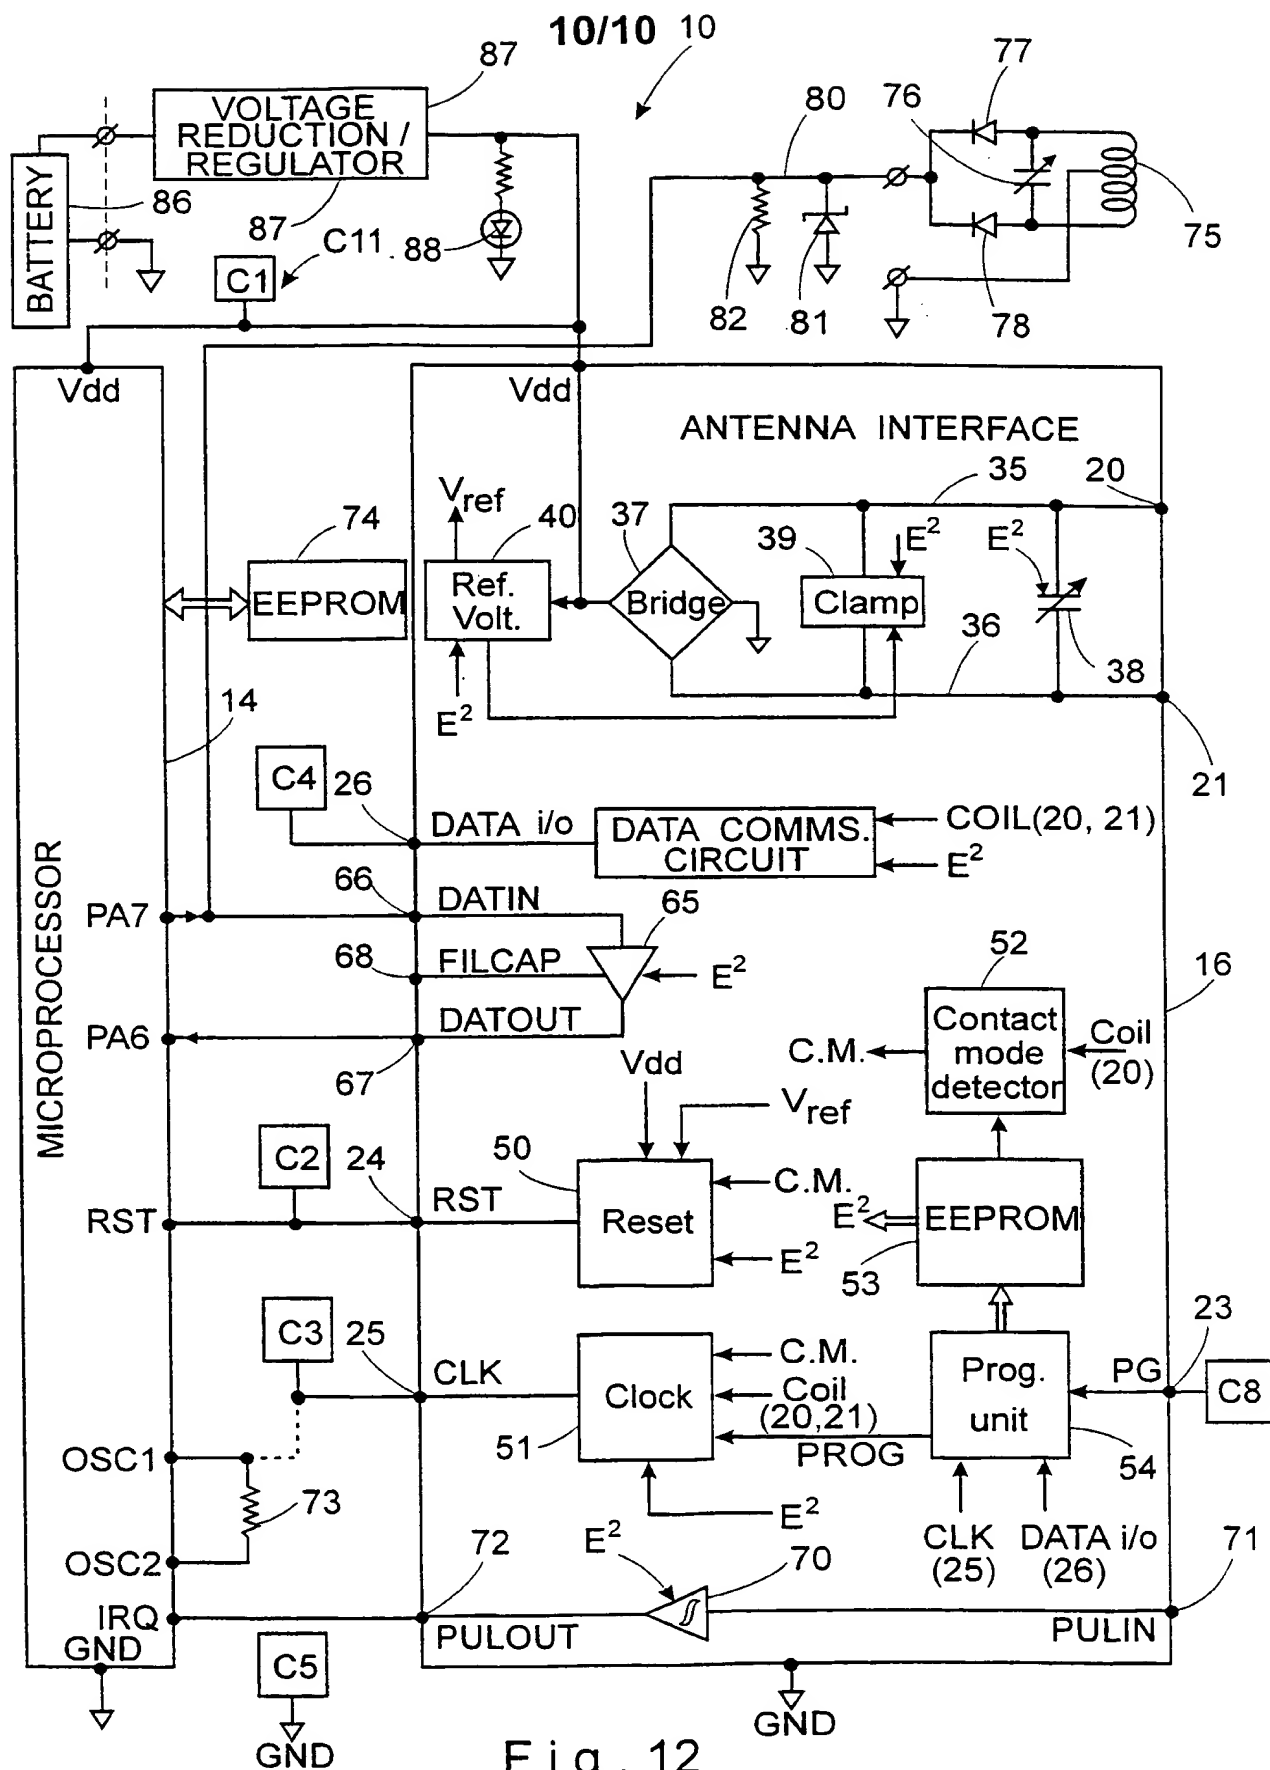 10/10
10
87
VOLTAGE
REDUCTION /
REGULATOR
BATTERY
86
87
C1
C11
88
80
76
77
75
82
81
78
Vdd
Vdd
ANTENNA INTERFACE
Vref
40
37
35
20
74
EEPROM
Ref.
Volt.
Bridge
39
E²
Clamp
E²
38
36
E²
21
14
C4
26
DATA i/o
DATA COMMS.
CIRCUIT
COIL(20, 21)
E²
MICROPROCESSOR
PA7
66
DATIN
65
68
FILCAP
E²
PA6
DATOUT
67
52
16
Contact
mode
detector
C.M.
Coil
(20)
Vdd
Vref
C2
24
50
RST
RST
Reset
C.M.
E²
E²
EEPROM
53
C3
25
CLK
Clock
51
C.M.
Coil
(20,21)
PROG
E²
Prog.
unit
54
PG
23
C8
OSC1
73
OSC2
CLK
(25)
DATA i/o
(26)
71
72
E²
70
IRQ
PULOUT
PULIN
GND
C5
GND
GND
Fig. 12